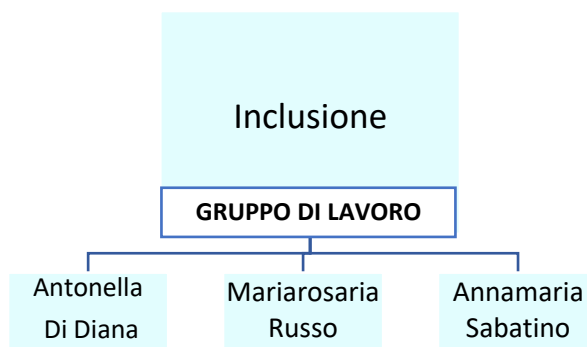 Inclusione
GRUPPO DI LAVORO
Antonella
Di Diana
Mariarosaria
Russo
Annamaria
Sabatino